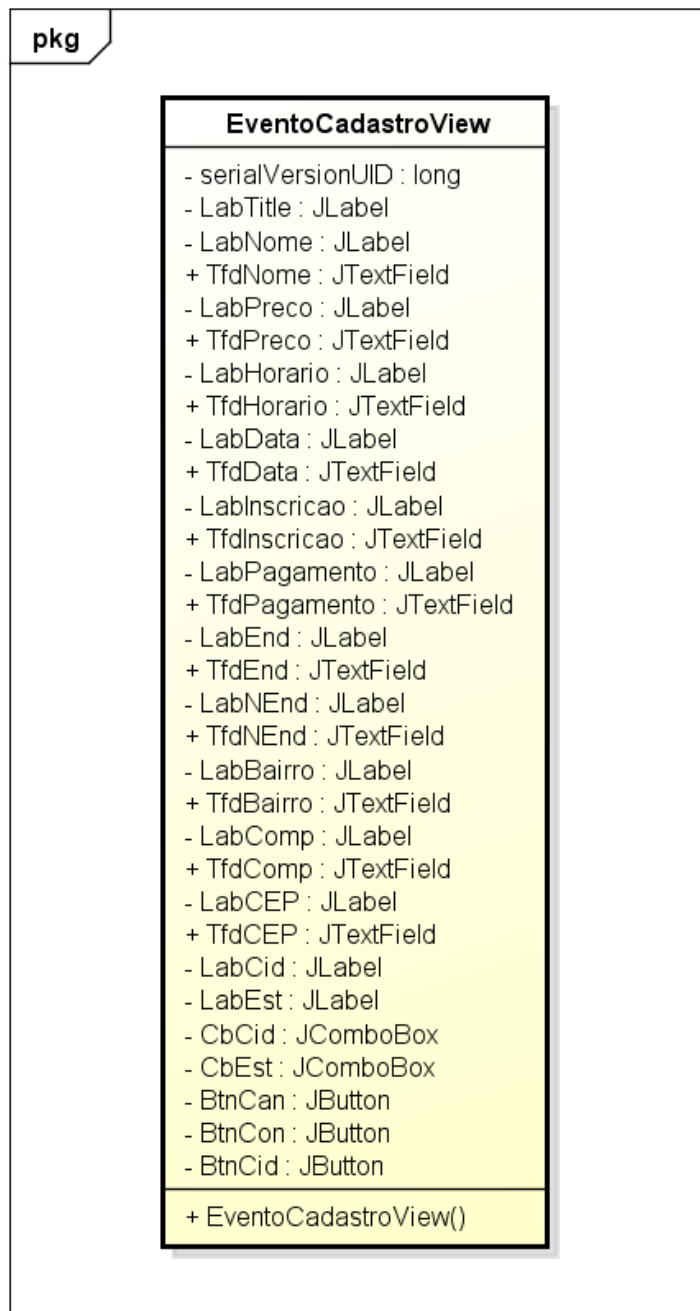 pkg
EventoCadastroView
- serialVersionUID : long
- LabTitle : JLabel
- LabNome : JLabel
+ TfdNome : JTextField
- LabPreco : JLabel
+ TfdPreco : JTextField
- LabHorario : JLabel
+ TfdHorario : JTextField
- LabData : JLabel
+ TfdData : JTextField
- LabInscricao : JLabel
+ TfdInscricao : JTextField
- LabPagamento : JLabel
+ TfdPagamento : JTextField
- LabEnd : JLabel
+ TfdEnd : JTextField
- LabNEnd : JLabel
+ TfdNEnd : JTextField
- LabBairro : JLabel
+ TfdBairro : JTextField
- LabComp : JLabel
+ TfdComp : JTextField
- LabCEP : JLabel
+ TfdCEP : JTextField
- LabCid : JLabel
- LabEst : JLabel
- CbCid : JComboBox
- CbEst : JComboBox
- BtnCan : JButton
- BtnCon : JButton
- BtnCid : JButton
+ EventoCadastroView()